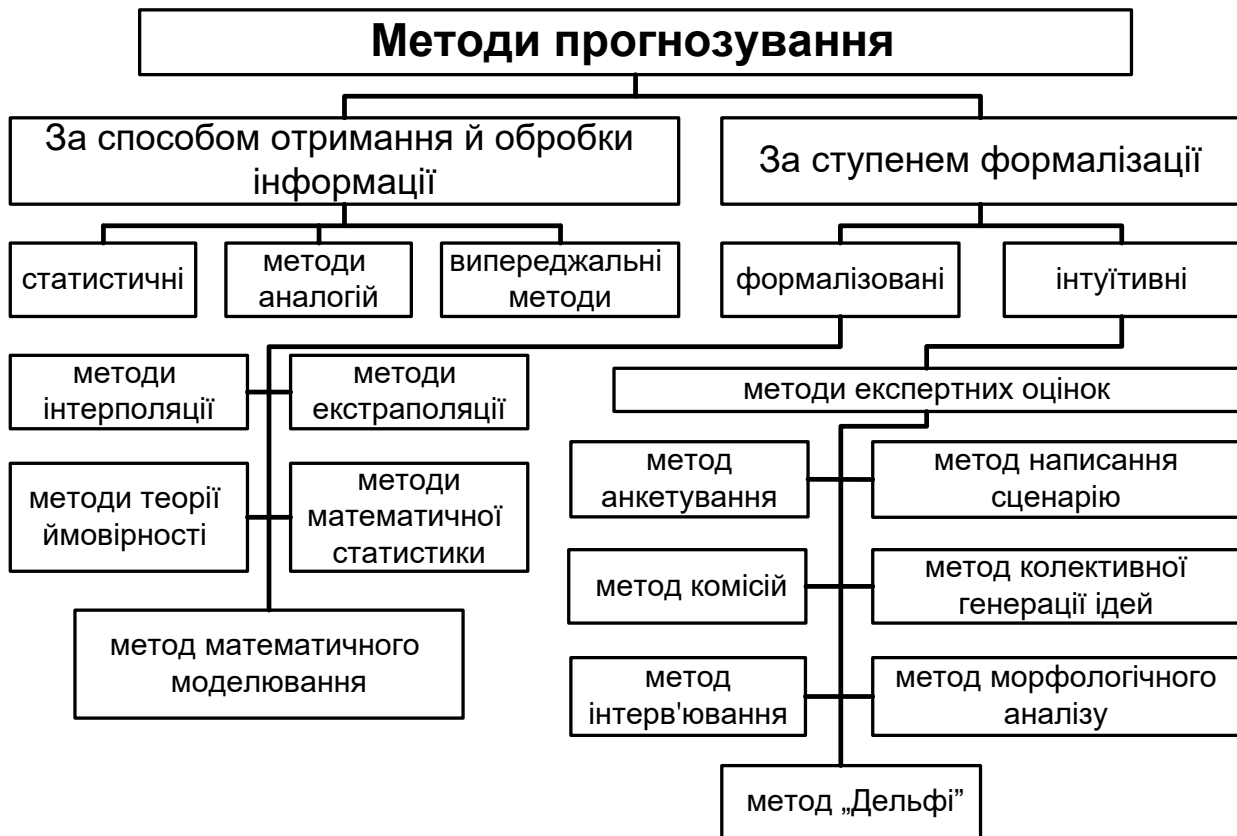 Методи прогнозування
За способом отримання й обробки
інформації
За ступенем формалізації
статистичні
методи
аналогій
випереджальні
методи
формалізовані
інтуїтивні
методи
інтерполяції
методи
екстраполяції
методи теорії
ймовірності
методи
математичної
статистики
метод математичного
моделювання
методи експертних оцінок
метод
анкетування
метод написання
сценарію
метод комісій
метод колективної
генерації ідей
метод
інтерв'ювання
метод морфологічного
аналізу
метод „Дельфі”